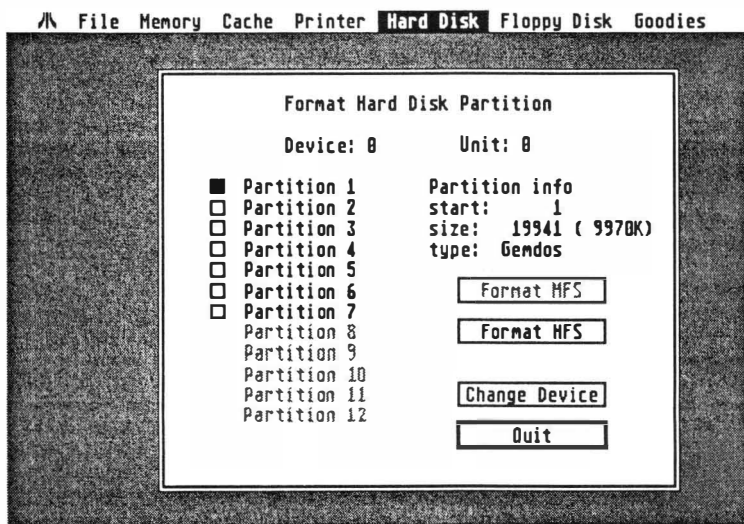 File Memory Cache Printer Hard Disk Floppy Disk Goodies
Format Hard Disk Partition
Device: 0 Unit: 0
Partition 1
Partition 2
Partition 3
Partition 4
Partition 5
Partition 6
Partition 7
Partition 8
Partition 9
Partition 10
Partition 11
Partition 12
Partition info
start: 1
size: 19941 ( 9970K)
type: Gemdos
Format MFS
Format HFS
Change Device
Quit